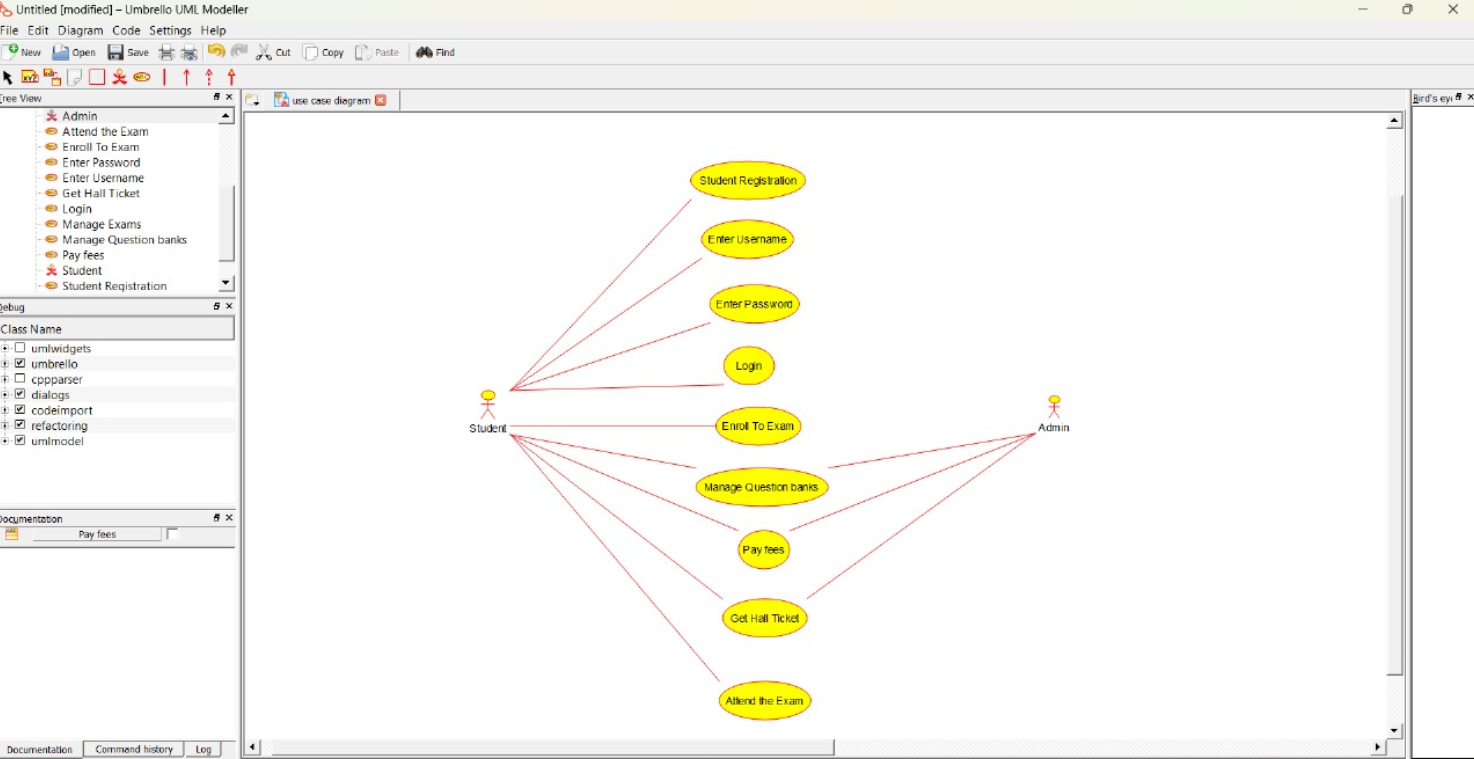 Untitled [modified] – Umbrello UML Modeller
File Edit Diagram Code Settings Help
New Open Save Cut Copy Paste Find
XYZ
Tree View
use case diagram
Bird's eye
Admin
Attend the Exam
Enroll To Exam
Enter Password
Enter Username
Get Hall Ticket
Login
Manage Exams
Manage Question banks
Pay fees
Student
Student Registration
Debug
Class Name
umlwidgets
umbrello
cppparser
dialogs
codeimport
refactoring
umlmodel
Documentation
Pay fees
Documentation Command history Log
Student Registration
Enter Username
Enter Password
Login
Student
Admin
Enroll To Exam
Manage Question banks
Pay fees
Get Hall Ticket
Attend the Exam